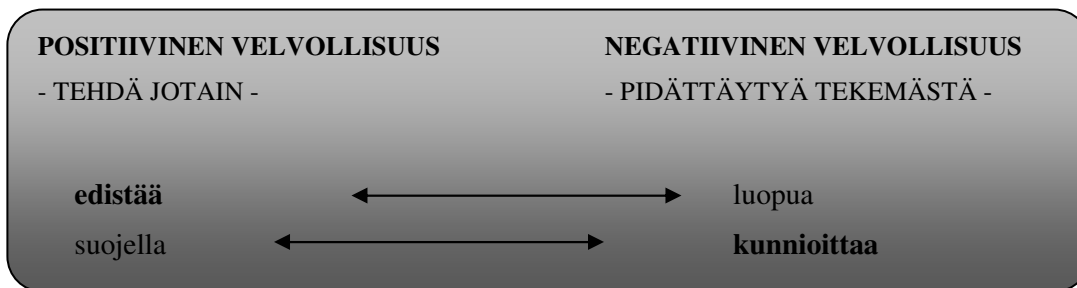 POSITIIVINEN VELVOLLISUUS NEGATIIVINEN VELVOLLISUUS
- TEHDÄ JOTAIN - - PIDÄTTÄYTYÄ TEKEMÄSTÄ -
edistää luopua
suojella kunnioittaa